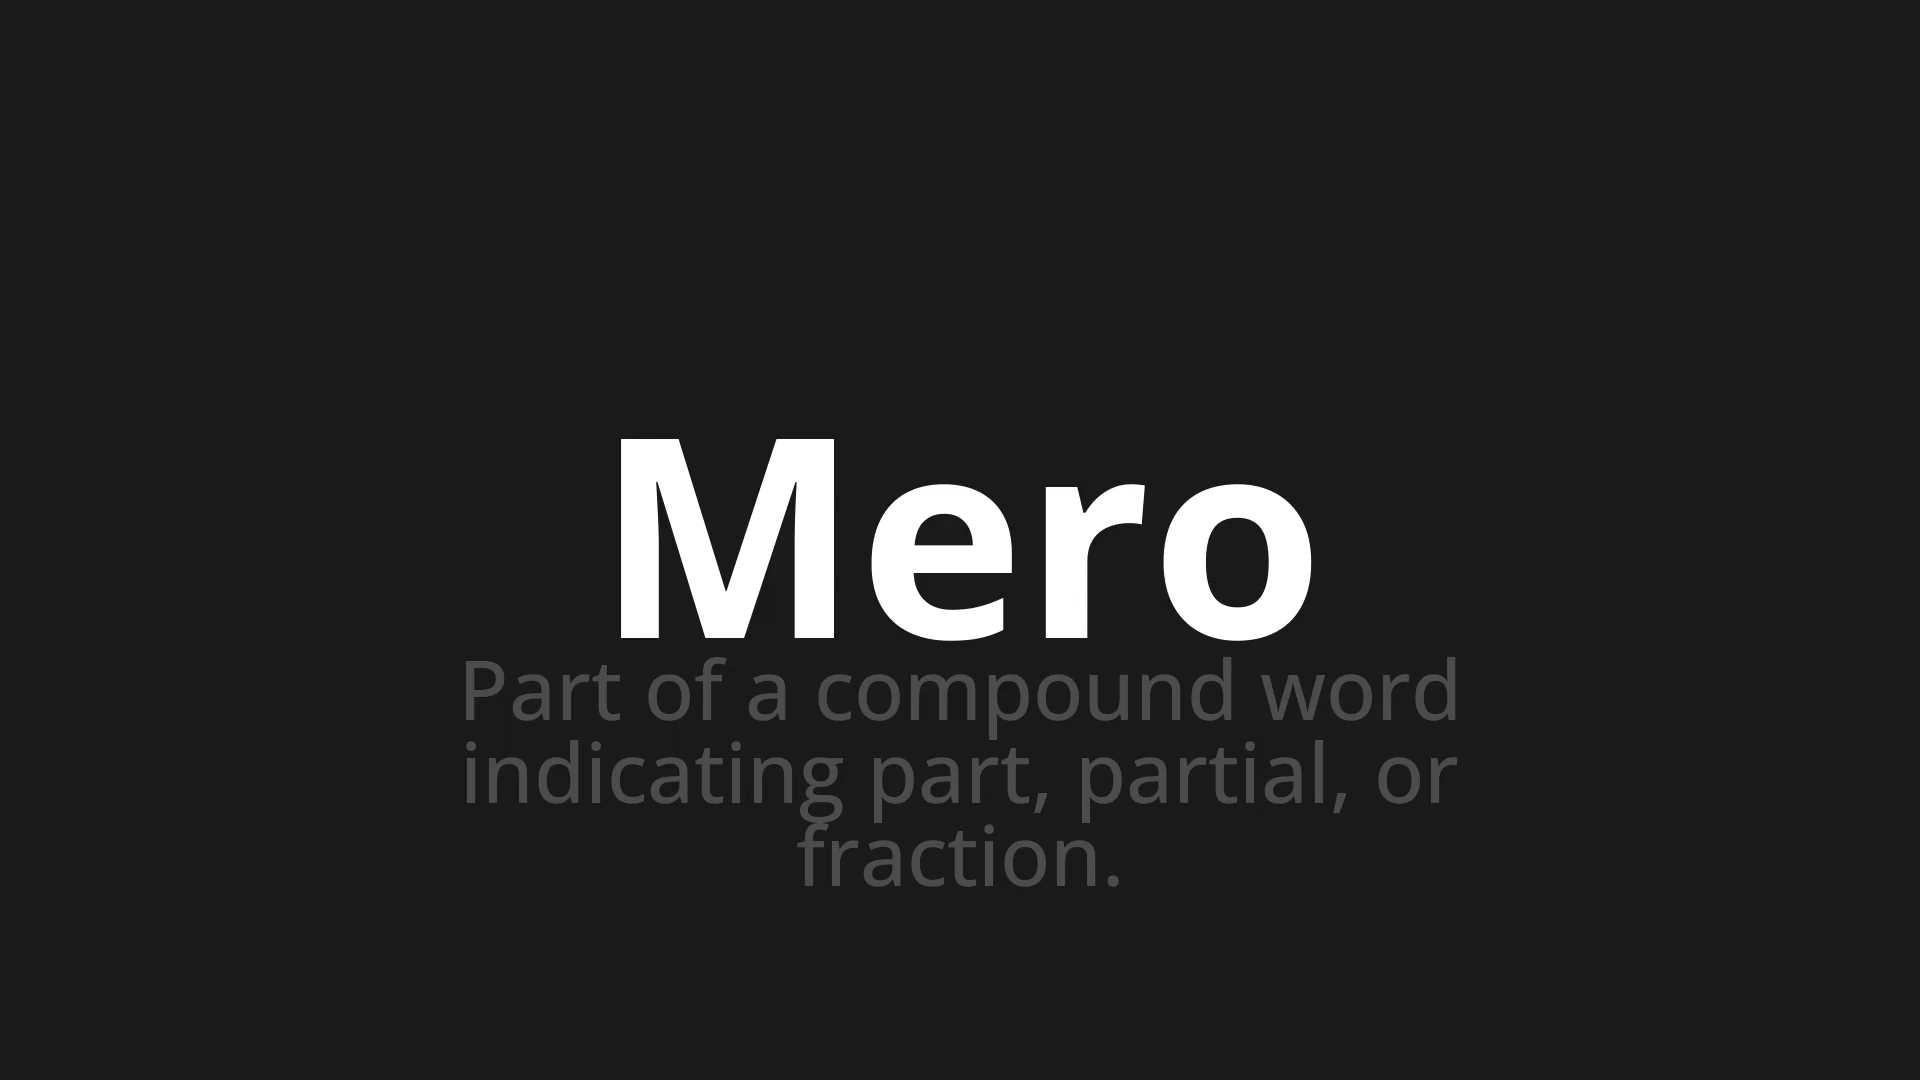 Mero
Part of a compound word
indicating part, partial, or
fraction.